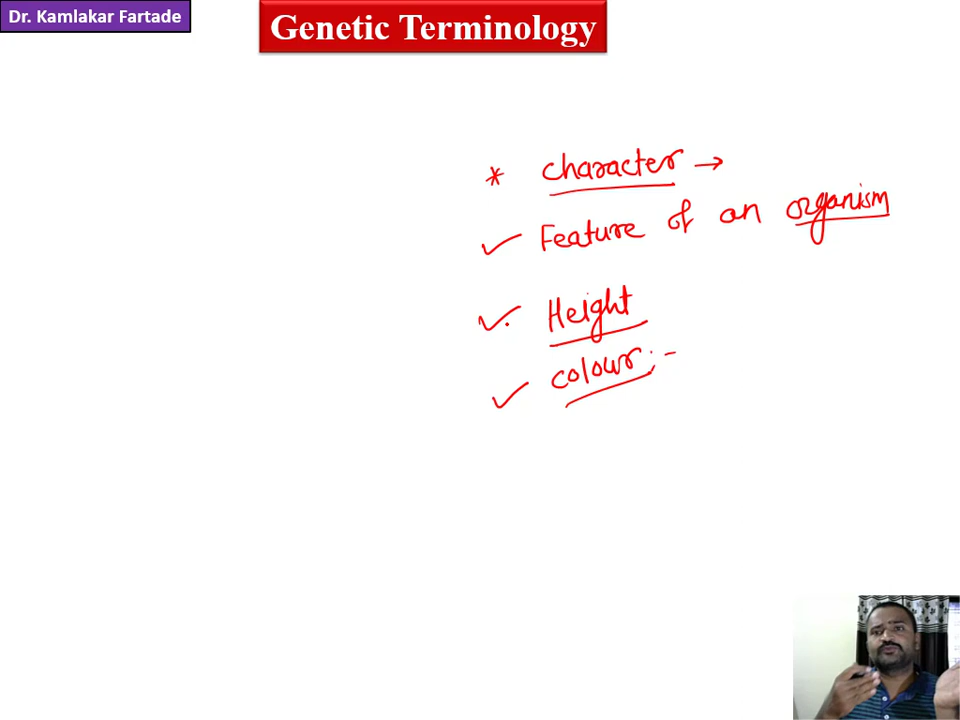 Dr. Kamlakar Fartade
Genetic Terminology
* character →
✓ Feature of an organism
✓ Height
✓ colour :-